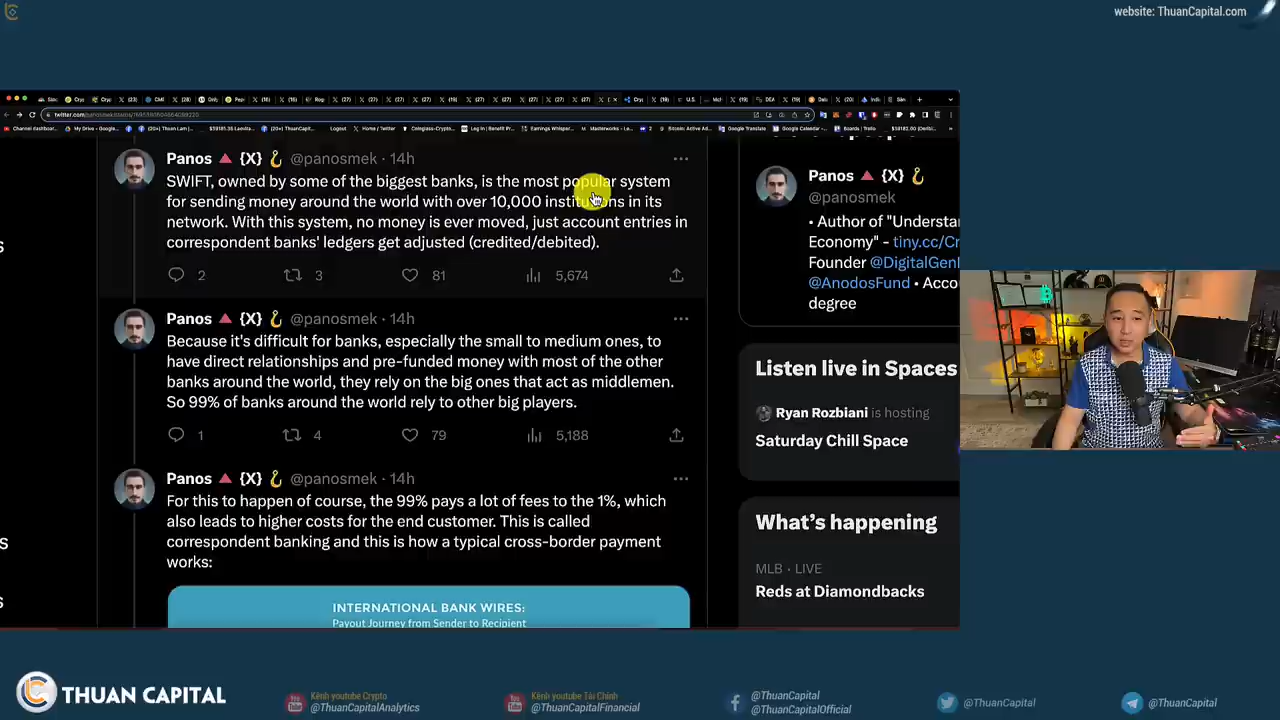 website: ThuanCapital.com
Panos 🔺 {X} 🪝 @panosmek · 14h
SWIFT, owned by some of the biggest banks, is the most popular system
for sending money around the world with over 10,000 institutions in its
network. With this system, no money is ever moved, just account entries in
correspondent banks' ledgers get adjusted (credited/debited).
2 3 81 5,674
Panos 🔺 {X} 🪝 @panosmek · 14h
Because it's difficult for banks, especially the small to medium ones, to
have direct relationships and pre-funded money with most of the other
banks around the world, they rely on the big ones that act as middlemen.
So 99% of banks around the world rely to other big players.
1 4 79 5,188
Panos 🔺 {X} 🪝 @panosmek · 14h
For this to happen of course, the 99% pays a lot of fees to the 1%, which
also leads to higher costs for the end customer. This is called
correspondent banking and this is how a typical cross-border payment
works:
INTERNATIONAL BANK WIRES:
Payout Journey from Sender to Recipient
Panos 🔺 {X} 🪝
@panosmek
• Author of "Understa
Economy" - tiny.cc/Cr
Founder @DigitalGenI
@AnodosFund • Acco
degree
Listen live in Spaces
Ryan Rozbiani is hosting
Saturday Chill Space
What's happening
MLB · LIVE
Reds at Diamondbacks
THUAN CAPITAL
Kênh youtube Crypto
@ThuanCapitalAnalytics
Kênh youtube Tài Chính
@ThuanCapitalFinancial
@ThuanCapital
@ThuanCapitalOfficial
@ThuanCapital
@ThuanCapital